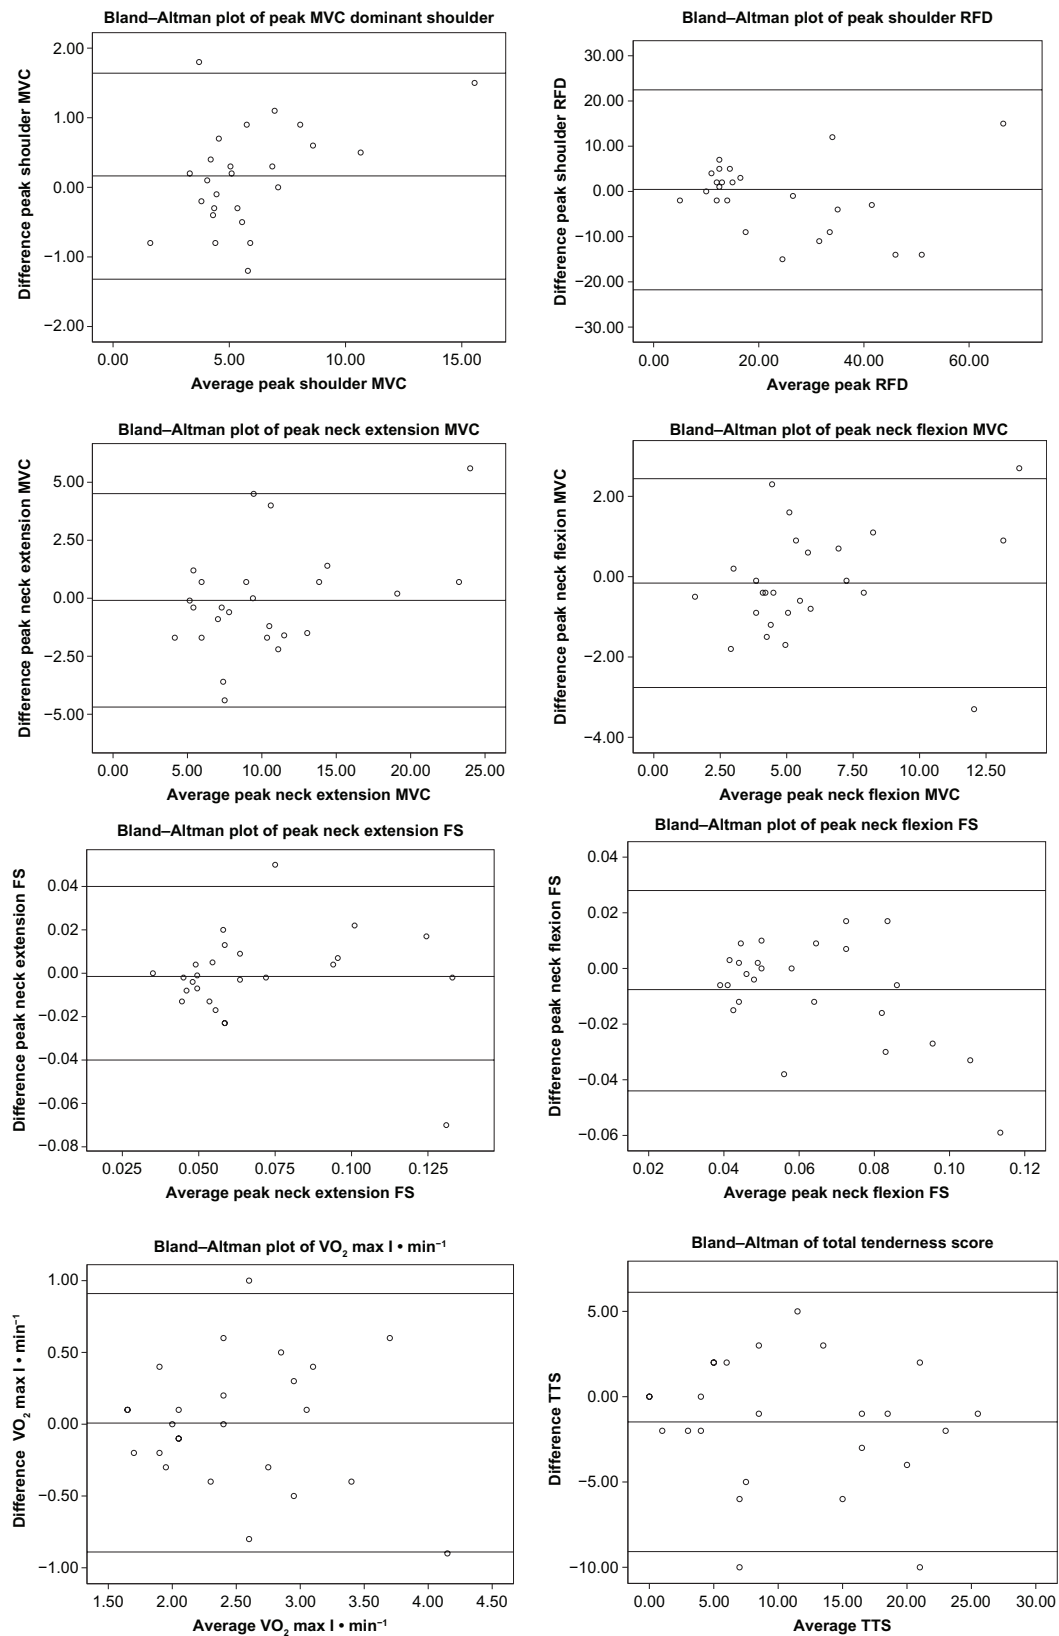 Bland–Altman plot of peak MVC dominant shoulder
Difference peak shoulder MVC
2.00
1.00
0.00
−1.00
−2.00
0.00 5.00 10.00 15.00
Average peak shoulder MVC
Bland–Altman plot of peak shoulder RFD
Difference peak shoulder RFD
30.00
20.00
10.00
0.00
−10.00
−20.00
−30.00
0.00 20.00 40.00 60.00
Average peak RFD
Bland–Altman plot of peak neck extension MVC
Difference peak neck extension MVC
5.00
2.50
0.00
−2.50
−5.00
0.00 5.00 10.00 15.00 20.00 25.00
Average peak neck extension MVC
Bland–Altman plot of peak neck flexion MVC
Difference peak neck flexion MVC
2.00
0.00
−2.00
−4.00
0.00 2.50 5.00 7.50 10.00 12.50
Average peak neck flexion MVC
Bland–Altman plot of peak neck extension FS
Difference peak neck extension FS
0.04
0.02
0.00
−0.02
−0.04
−0.06
−0.08
0.025 0.050 0.075 0.100 0.125
Average peak neck extension FS
Bland–Altman plot of peak neck flexion FS
Difference peak neck flexion FS
0.04
0.02
0.00
−0.02
−0.04
−0.06
0.02 0.04 0.06 0.08 0.10 0.12
Average peak neck flexion FS
Bland–Altman plot of VO₂ max l • min⁻¹
Difference VO₂ max l • min⁻¹
1.00
0.50
0.00
−0.50
−1.00
1.50 2.00 2.50 3.00 3.50 4.00 4.50
Average VO₂ max l • min⁻¹
Bland–Altman of total tenderness score
Difference TTS
5.00
0.00
−5.00
−10.00
0.00 5.00 10.00 15.00 20.00 25.00 30.00
Average TTS